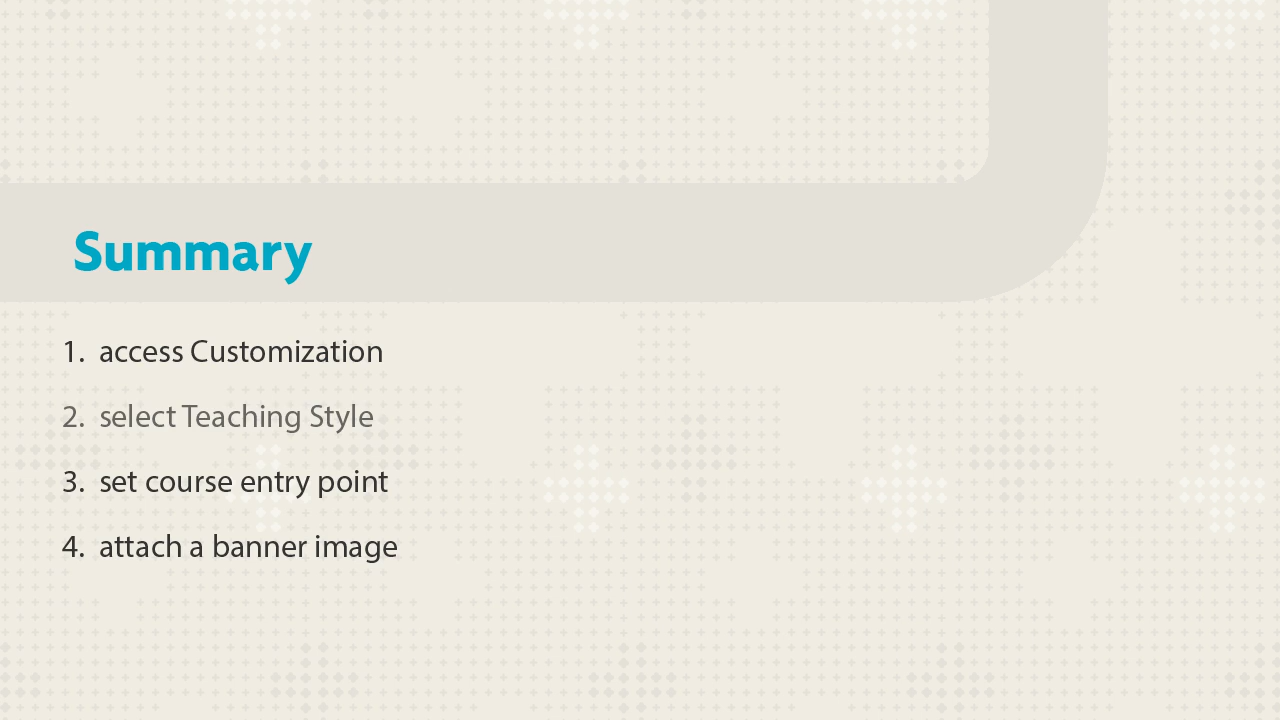 Summary
1. access Customization
2. select Teaching Style
3. set course entry point
4. attach a banner image